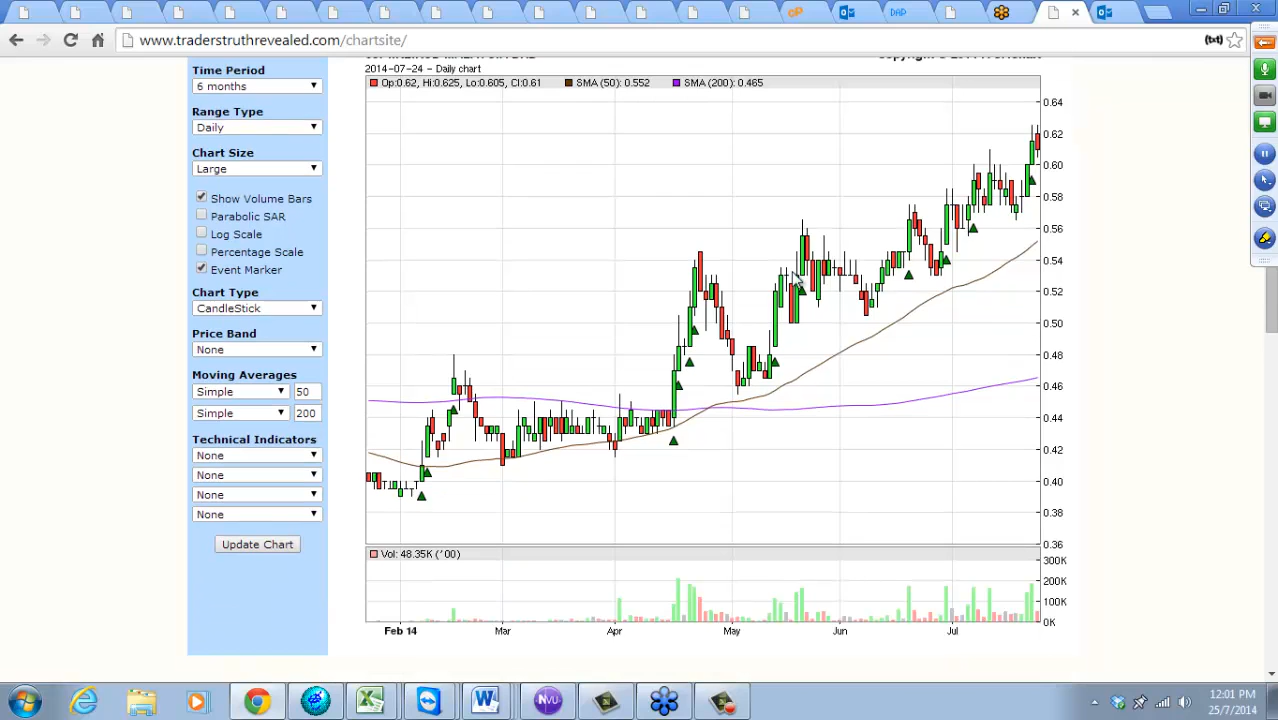 OP
DAP
www.traderstruthrevealed.com/chartsite/
(txt)
Time Period
6 months
Range Type
Daily
Chart Size
Large
Show Volume Bars
Parabolic SAR
Log Scale
Percentage Scale
Event Marker
Chart Type
CandleStick
Price Band
None
Moving Averages
Simple 50
Simple 200
Technical Indicators
None
None
None
None
Update Chart
2014-07-24 - Daily chart
Op:0.62, Hi:0.625, Lo:0.605, Cl:0.61 SMA (50): 0.552 SMA (200): 0.465
0.64
0.62
0.60
0.58
0.56
0.54
0.52
0.50
0.48
0.46
0.44
0.42
0.40
0.38
0.36
Vol: 48.35K ('00)
300K
200K
100K
0K
Feb 14 Mar Apr May Jun Jul
NVU
12:01 PM
25/7/2014